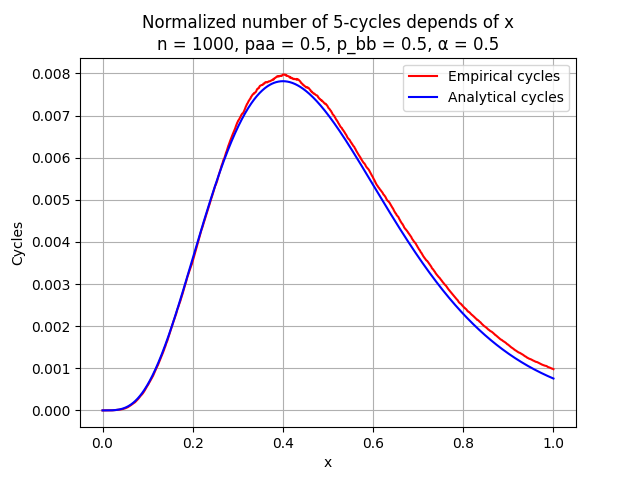 Normalized number of 5-cycles depends of x
n = 1000, paa = 0.5, p_bb = 0.5, α = 0.5
Empirical cycles
Analytical cycles
Cycles
0.008
0.007
0.006
0.005
0.004
0.003
0.002
0.001
0.000
0.0 0.2 0.4 0.6 0.8 1.0
x